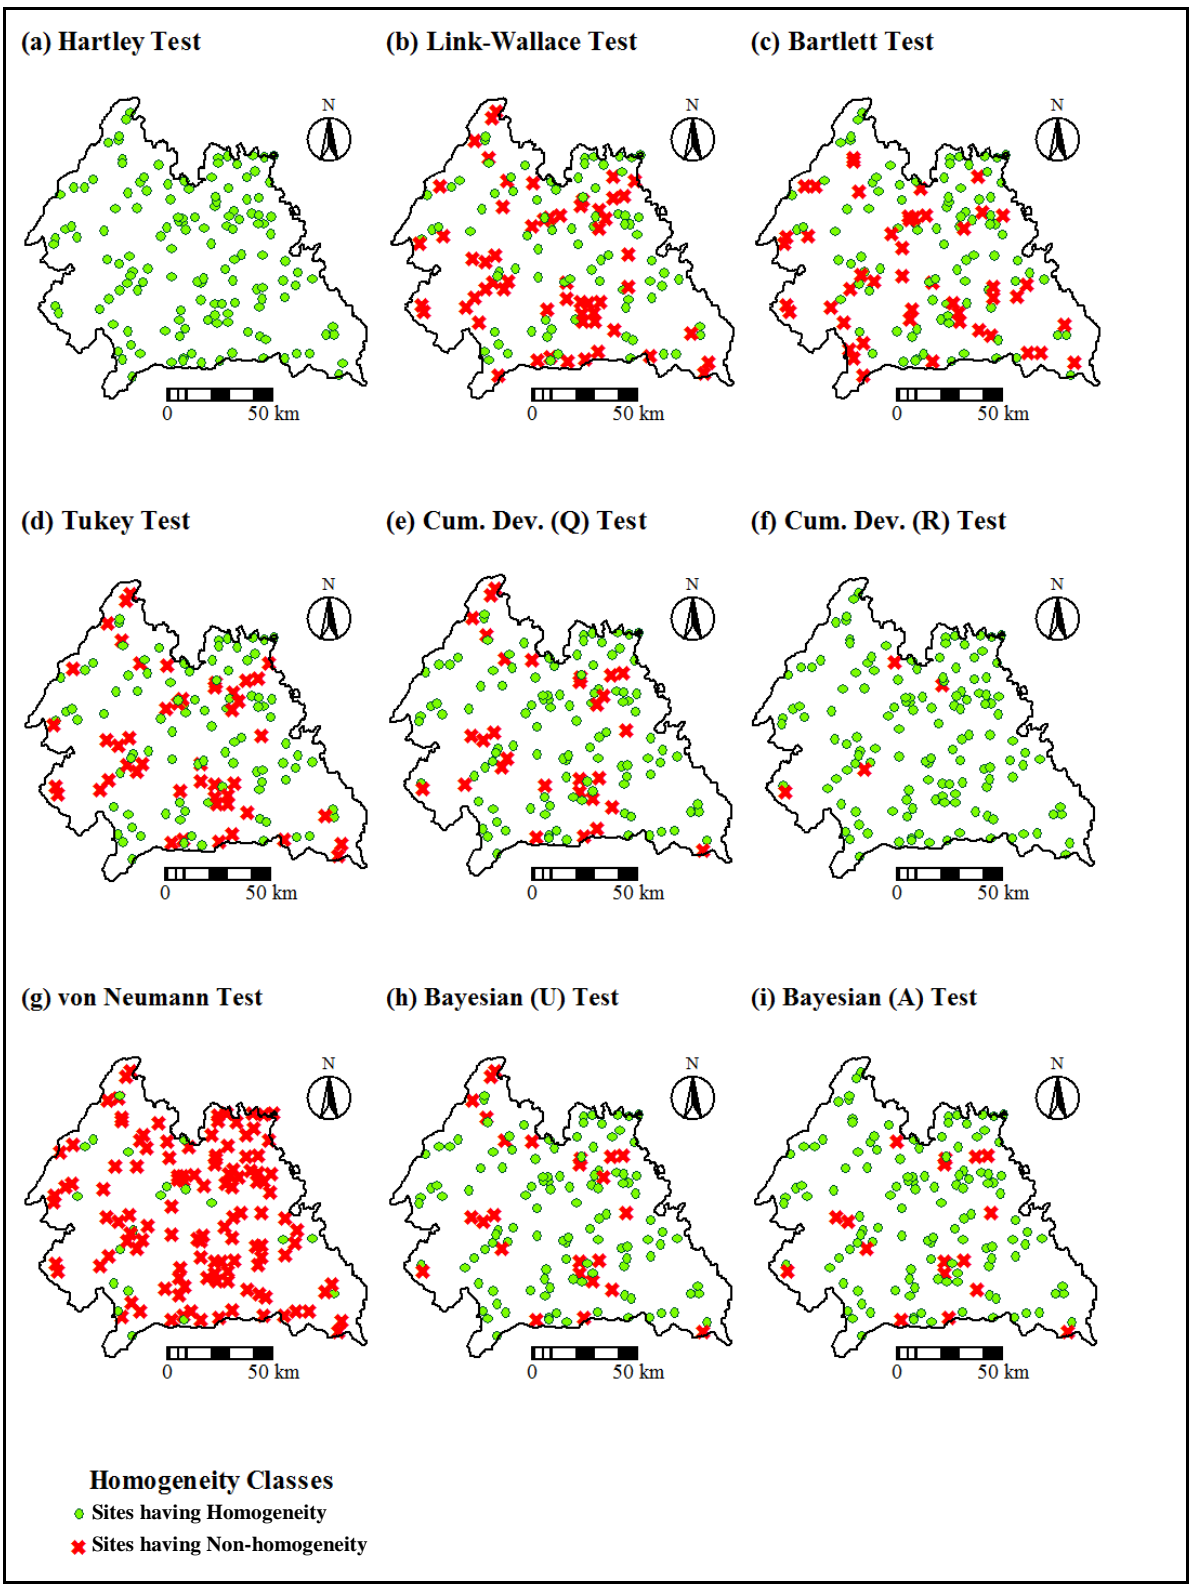 (a) Hartley Test
(b) Link-Wallace Test
(c) Bartlett Test
N
N
N
0 50 km
0 50 km
0 50 km
(d) Tukey Test
(e) Cum. Dev. (Q) Test
(f) Cum. Dev. (R) Test
N
N
N
0 50 km
0 50 km
0 50 km
(g) von Neumann Test
(h) Bayesian (U) Test
(i) Bayesian (A) Test
N
N
N
0 50 km
0 50 km
0 50 km
Homogeneity Classes
Sites having Homogeneity
Sites having Non-homogeneity